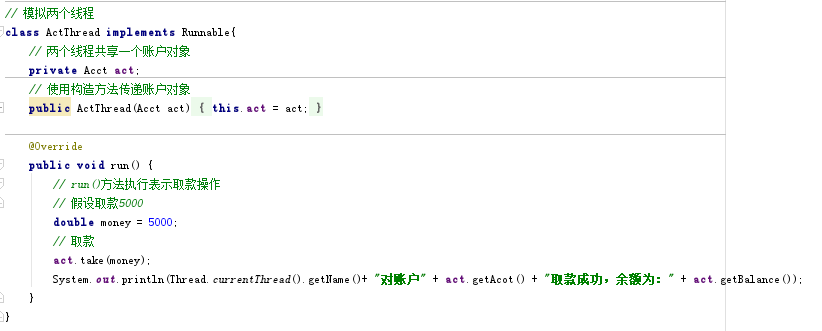 // 模拟两个线程
class ActThread implements Runnable{
// 两个线程共享一个账户对象
private Acct act;
// 使用构造方法传递账户对象
public ActThread(Acct act) { this.act = act; }
@Override
public void run() {
// run()方法执行表示取款操作
// 假设取款5000
double money = 5000;
// 取款
act.take(money);
System.out.println(Thread.currentThread().getName()+ "对账户" + act.getAcot() + "取款成功，余额为：" + act.getBalance());
}
}